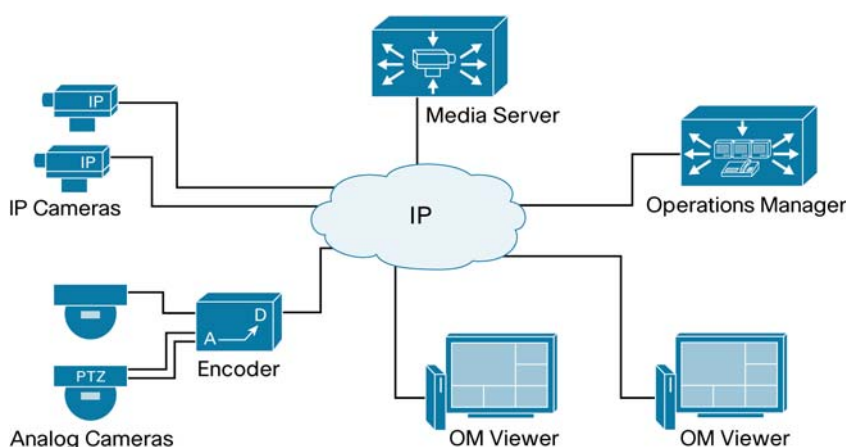 IP
IP
IP Cameras
Media Server
Operations Manager
IP
A
D
Encoder
PTZ
Analog Cameras
OM Viewer
OM Viewer